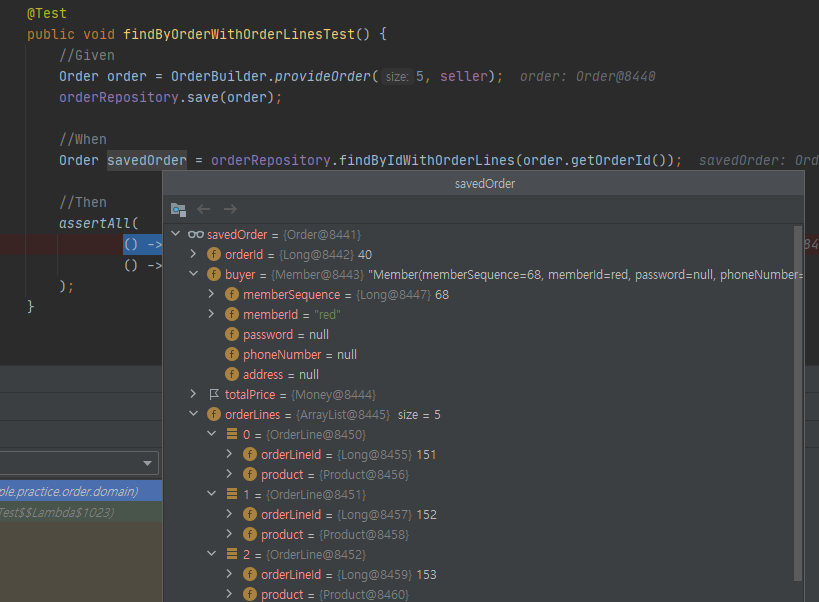 @Test
public void findByOrderWithOrderLinesTest() {
//Given
Order order = OrderBuilder.provideOrder( size: 5, seller); order: Order@8440
orderRepository.save(order);
//When
Order savedOrder = orderRepository.findByIdWithOrderLines(order.getOrderId()); savedOrder: Ord
//Then
assertAll(
() ->
() ->
);
}
savedOrder
savedOrder = {Order@8441}
orderId = {Long@8442} 40
buyer = {Member@8443} "Member(memberSequence=68, memberId=red, password=null, phoneNumber=
memberSequence = {Long@8447} 68
memberId = "red"
password = null
phoneNumber = null
address = null
totalPrice = {Money@8444}
orderLines = {ArrayList@8445} size = 5
0 = {OrderLine@8450}
orderLineId = {Long@8455} 151
product = {Product@8456}
1 = {OrderLine@8451}
orderLineId = {Long@8457} 152
product = {Product@8458}
2 = {OrderLine@8452}
orderLineId = {Long@8459} 153
product = {Product@8460}
ple.practice.order.domain)
Test$$Lambda$1023)